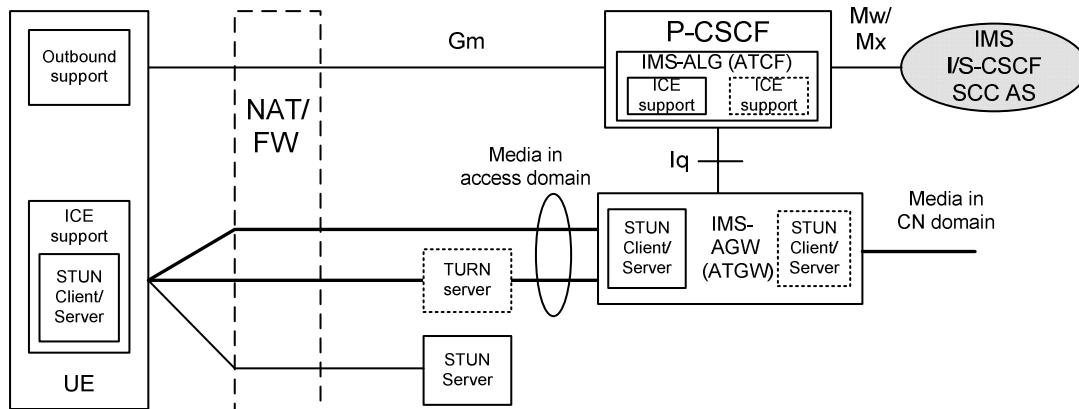 Outbound
support
NAT/
FW
Gm
P-CSCF
IMS-ALG (ATCF)
ICE
support
ICE
support
Mw/
Mx
IMS
I/S-CSCF
SCC AS
Iq
Media in
access domain
ICE
support
STUN
Client/
Server
UE
TURN
server
STUN
Server
STUN
Client/
Server
IMS-
AGW
(ATGW)
STUN
Client/
Server
Media in
CN domain